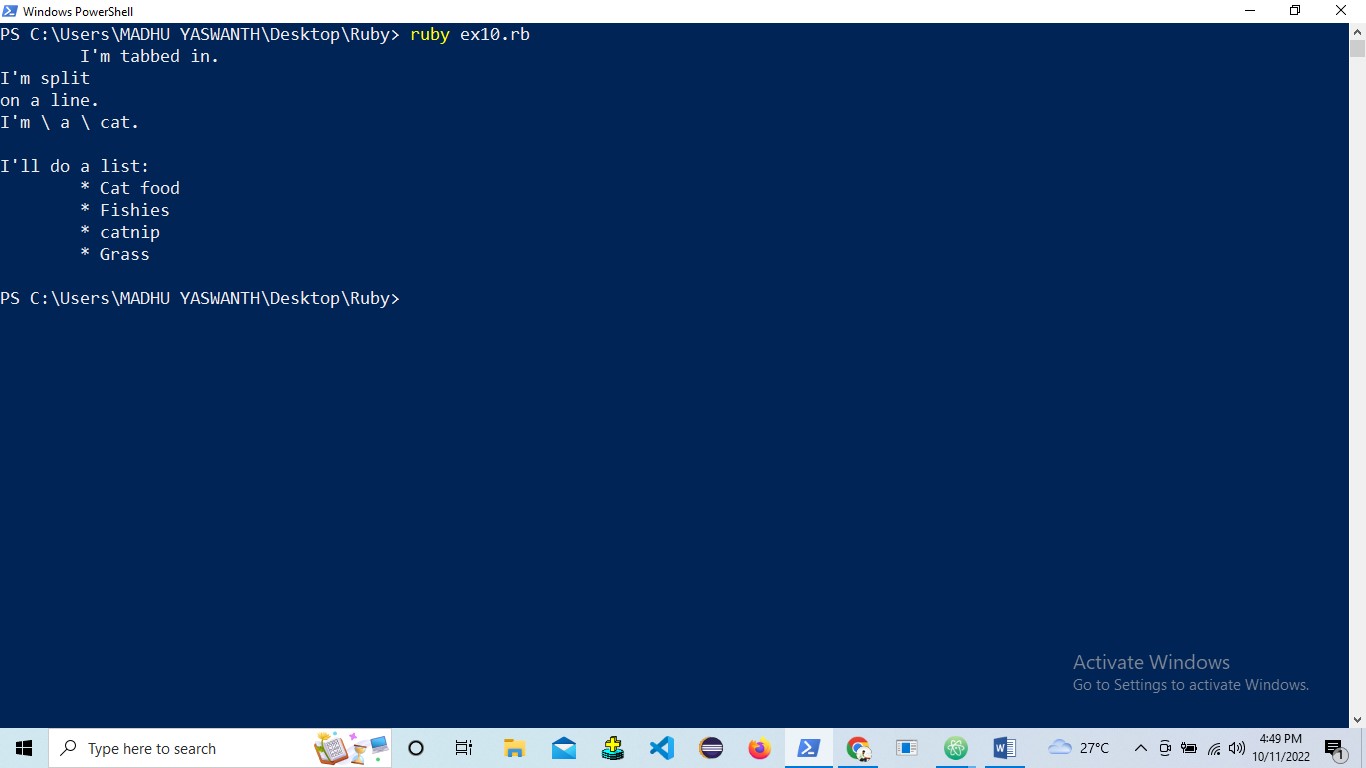 Windows PowerShell
PS C:\Users\MADHU YASWANTH\Desktop\Ruby> ruby ex10.rb
        I'm tabbed in.
I'm split
on a line.
I'm \ a \ cat.
I'll do a list:
        * Cat food
        * Fishies
        * catnip
        * Grass
PS C:\Users\MADHU YASWANTH\Desktop\Ruby>
Activate Windows
Go to Settings to activate Windows.
Type here to search
27°C
4:49 PM
10/11/2022
1